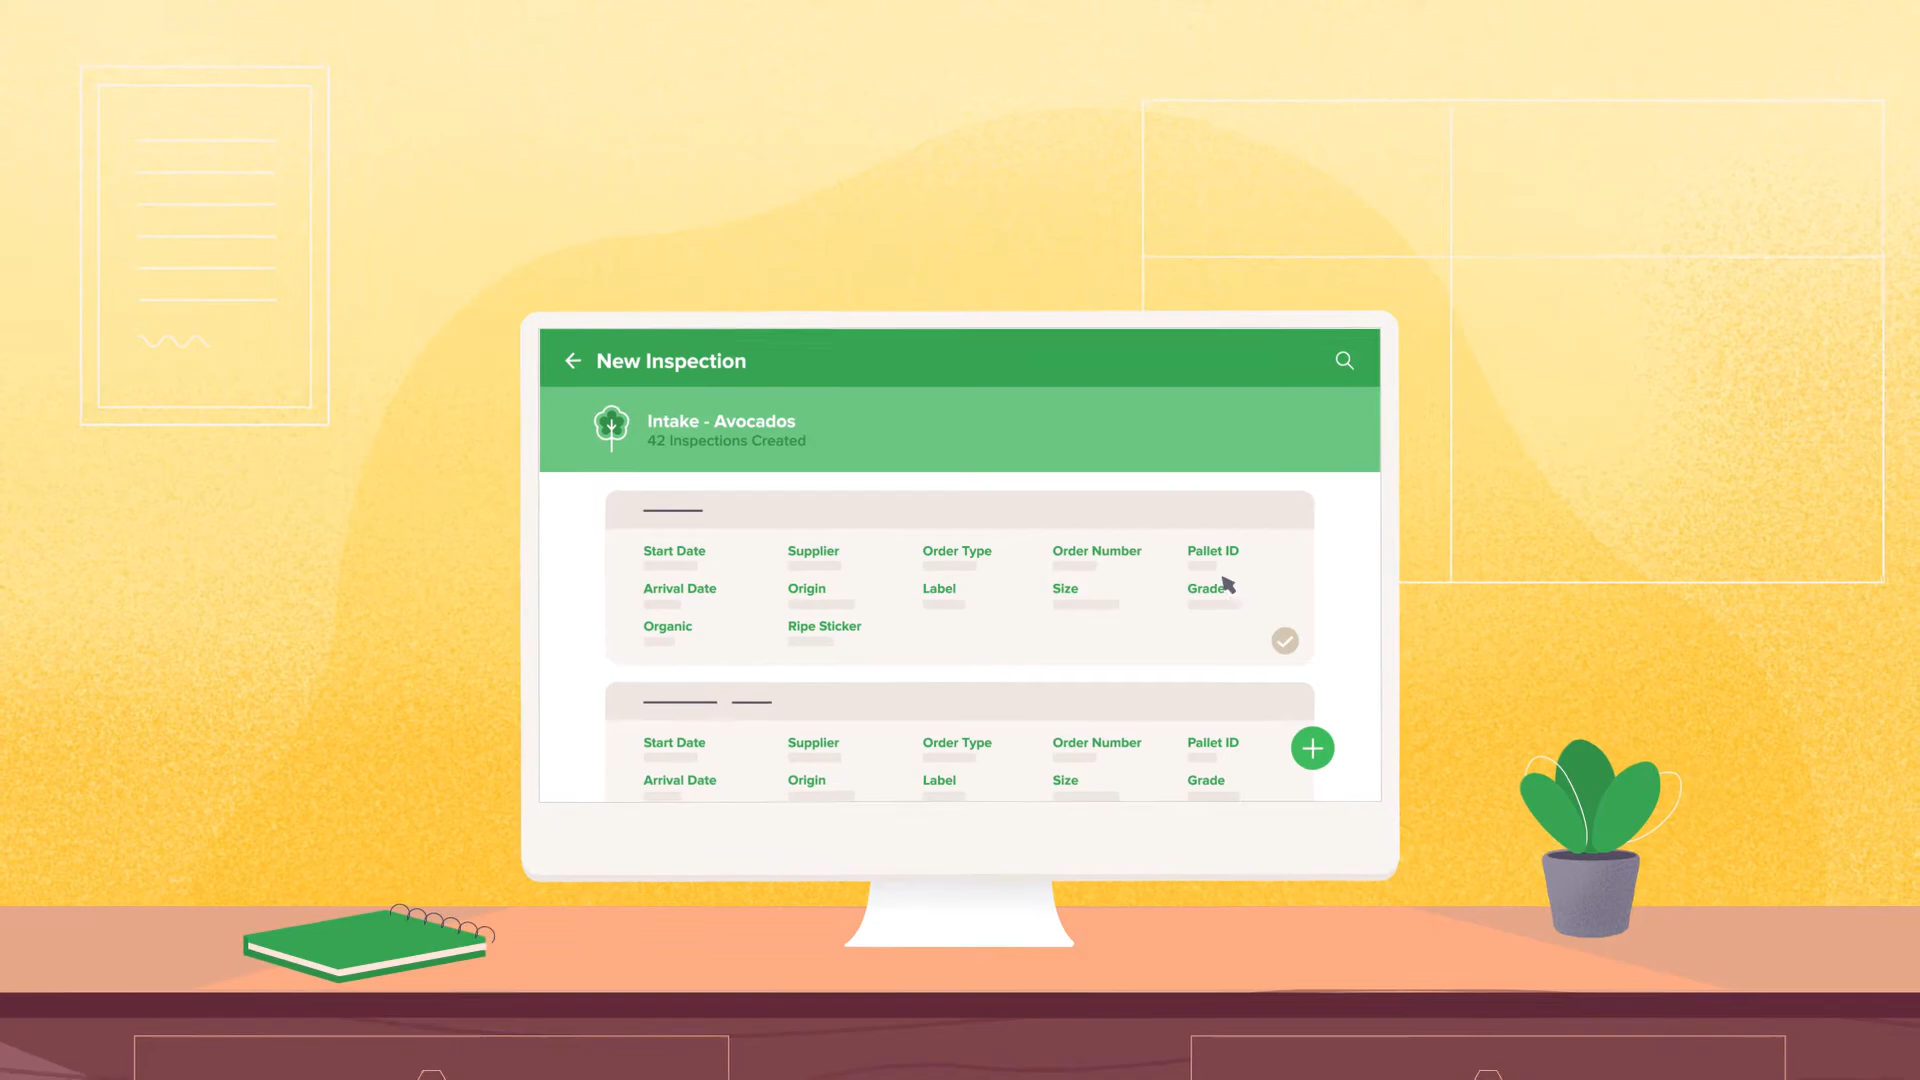 New Inspection
Intake - Avocados
42 Inspections Created
Start Date Supplier Order Type Order Number Pallet ID
Arrival Date Origin Label Size Grade
Organic Ripe Sticker
Start Date Supplier Order Type Order Number Pallet ID
Arrival Date Origin Label Size Grade